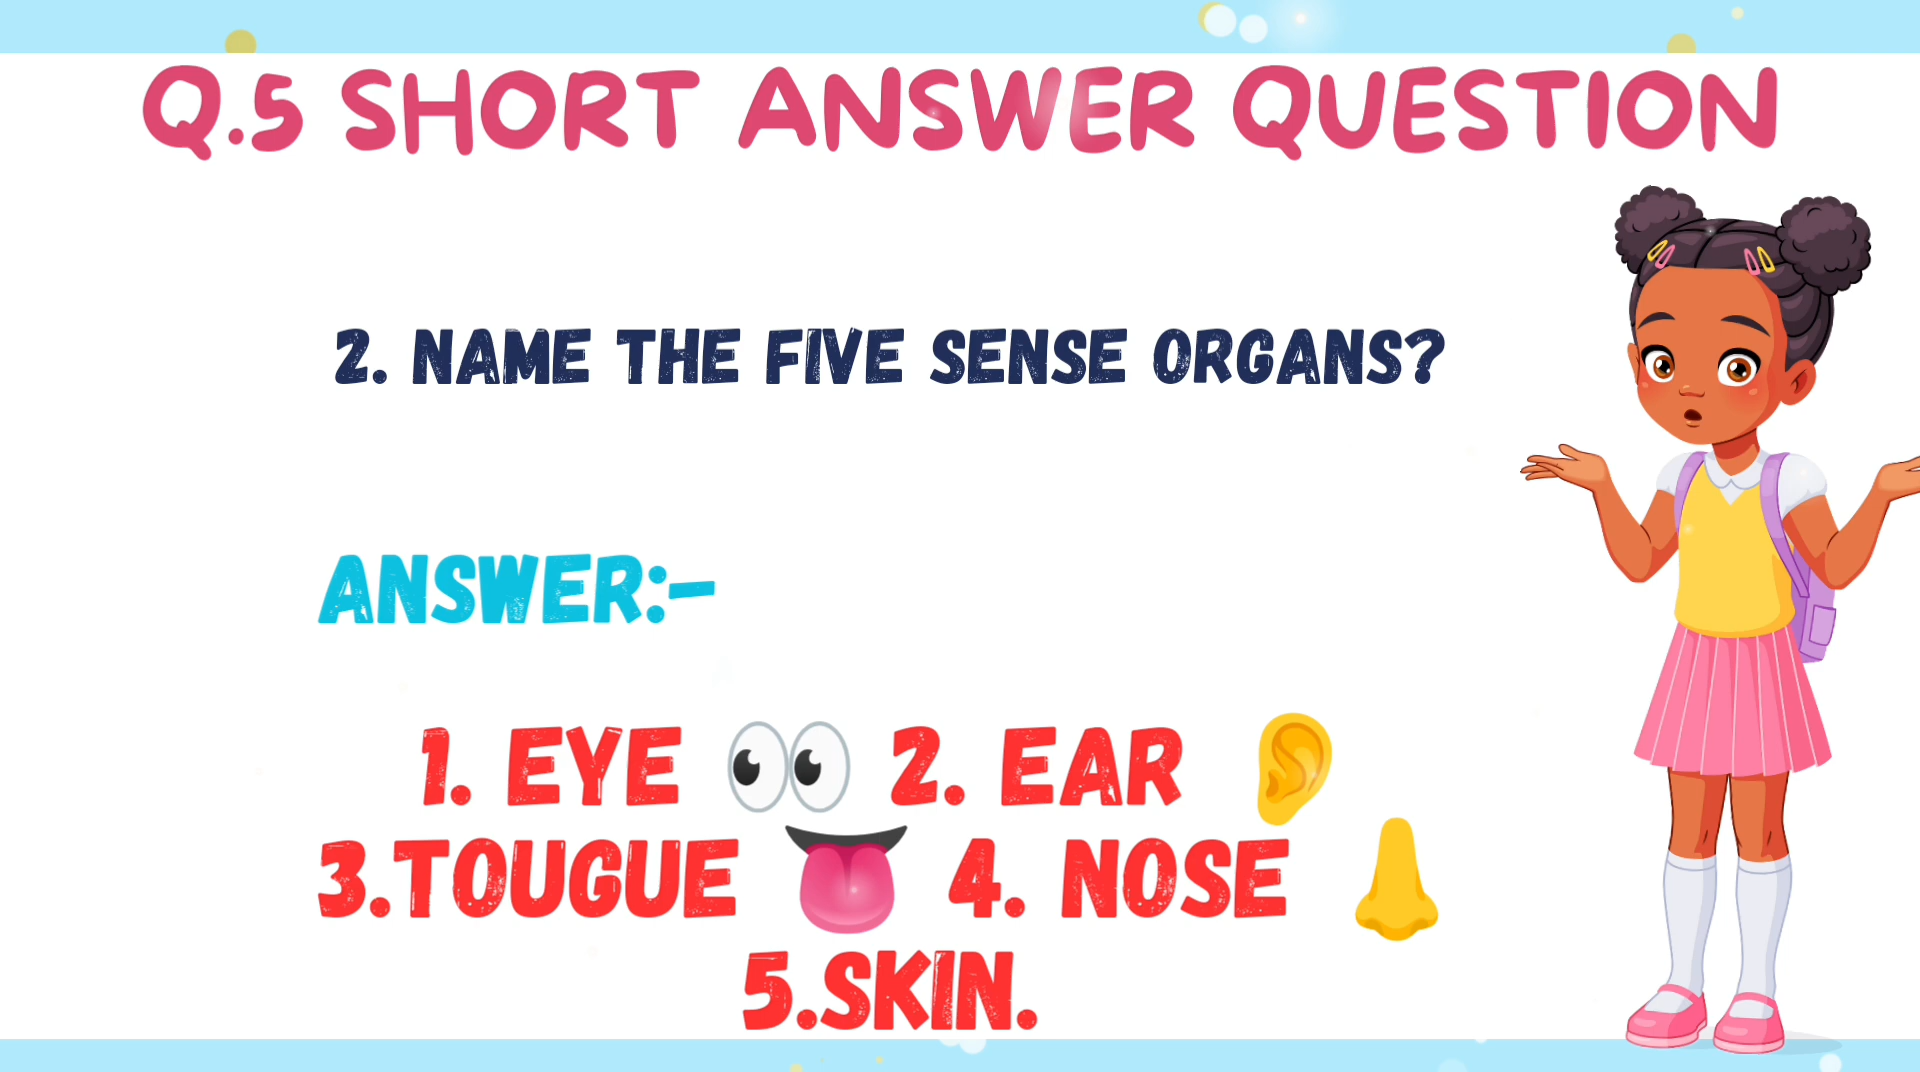 Q.5 SHORT ANSWER QUESTION
2. NAME THE FIVE SENSE ORGANS?
ANSWER:-
1. EYE 👀 2. EAR 👂
3.TOUGUE 👅 4. NOSE 👃
5.SKIN.